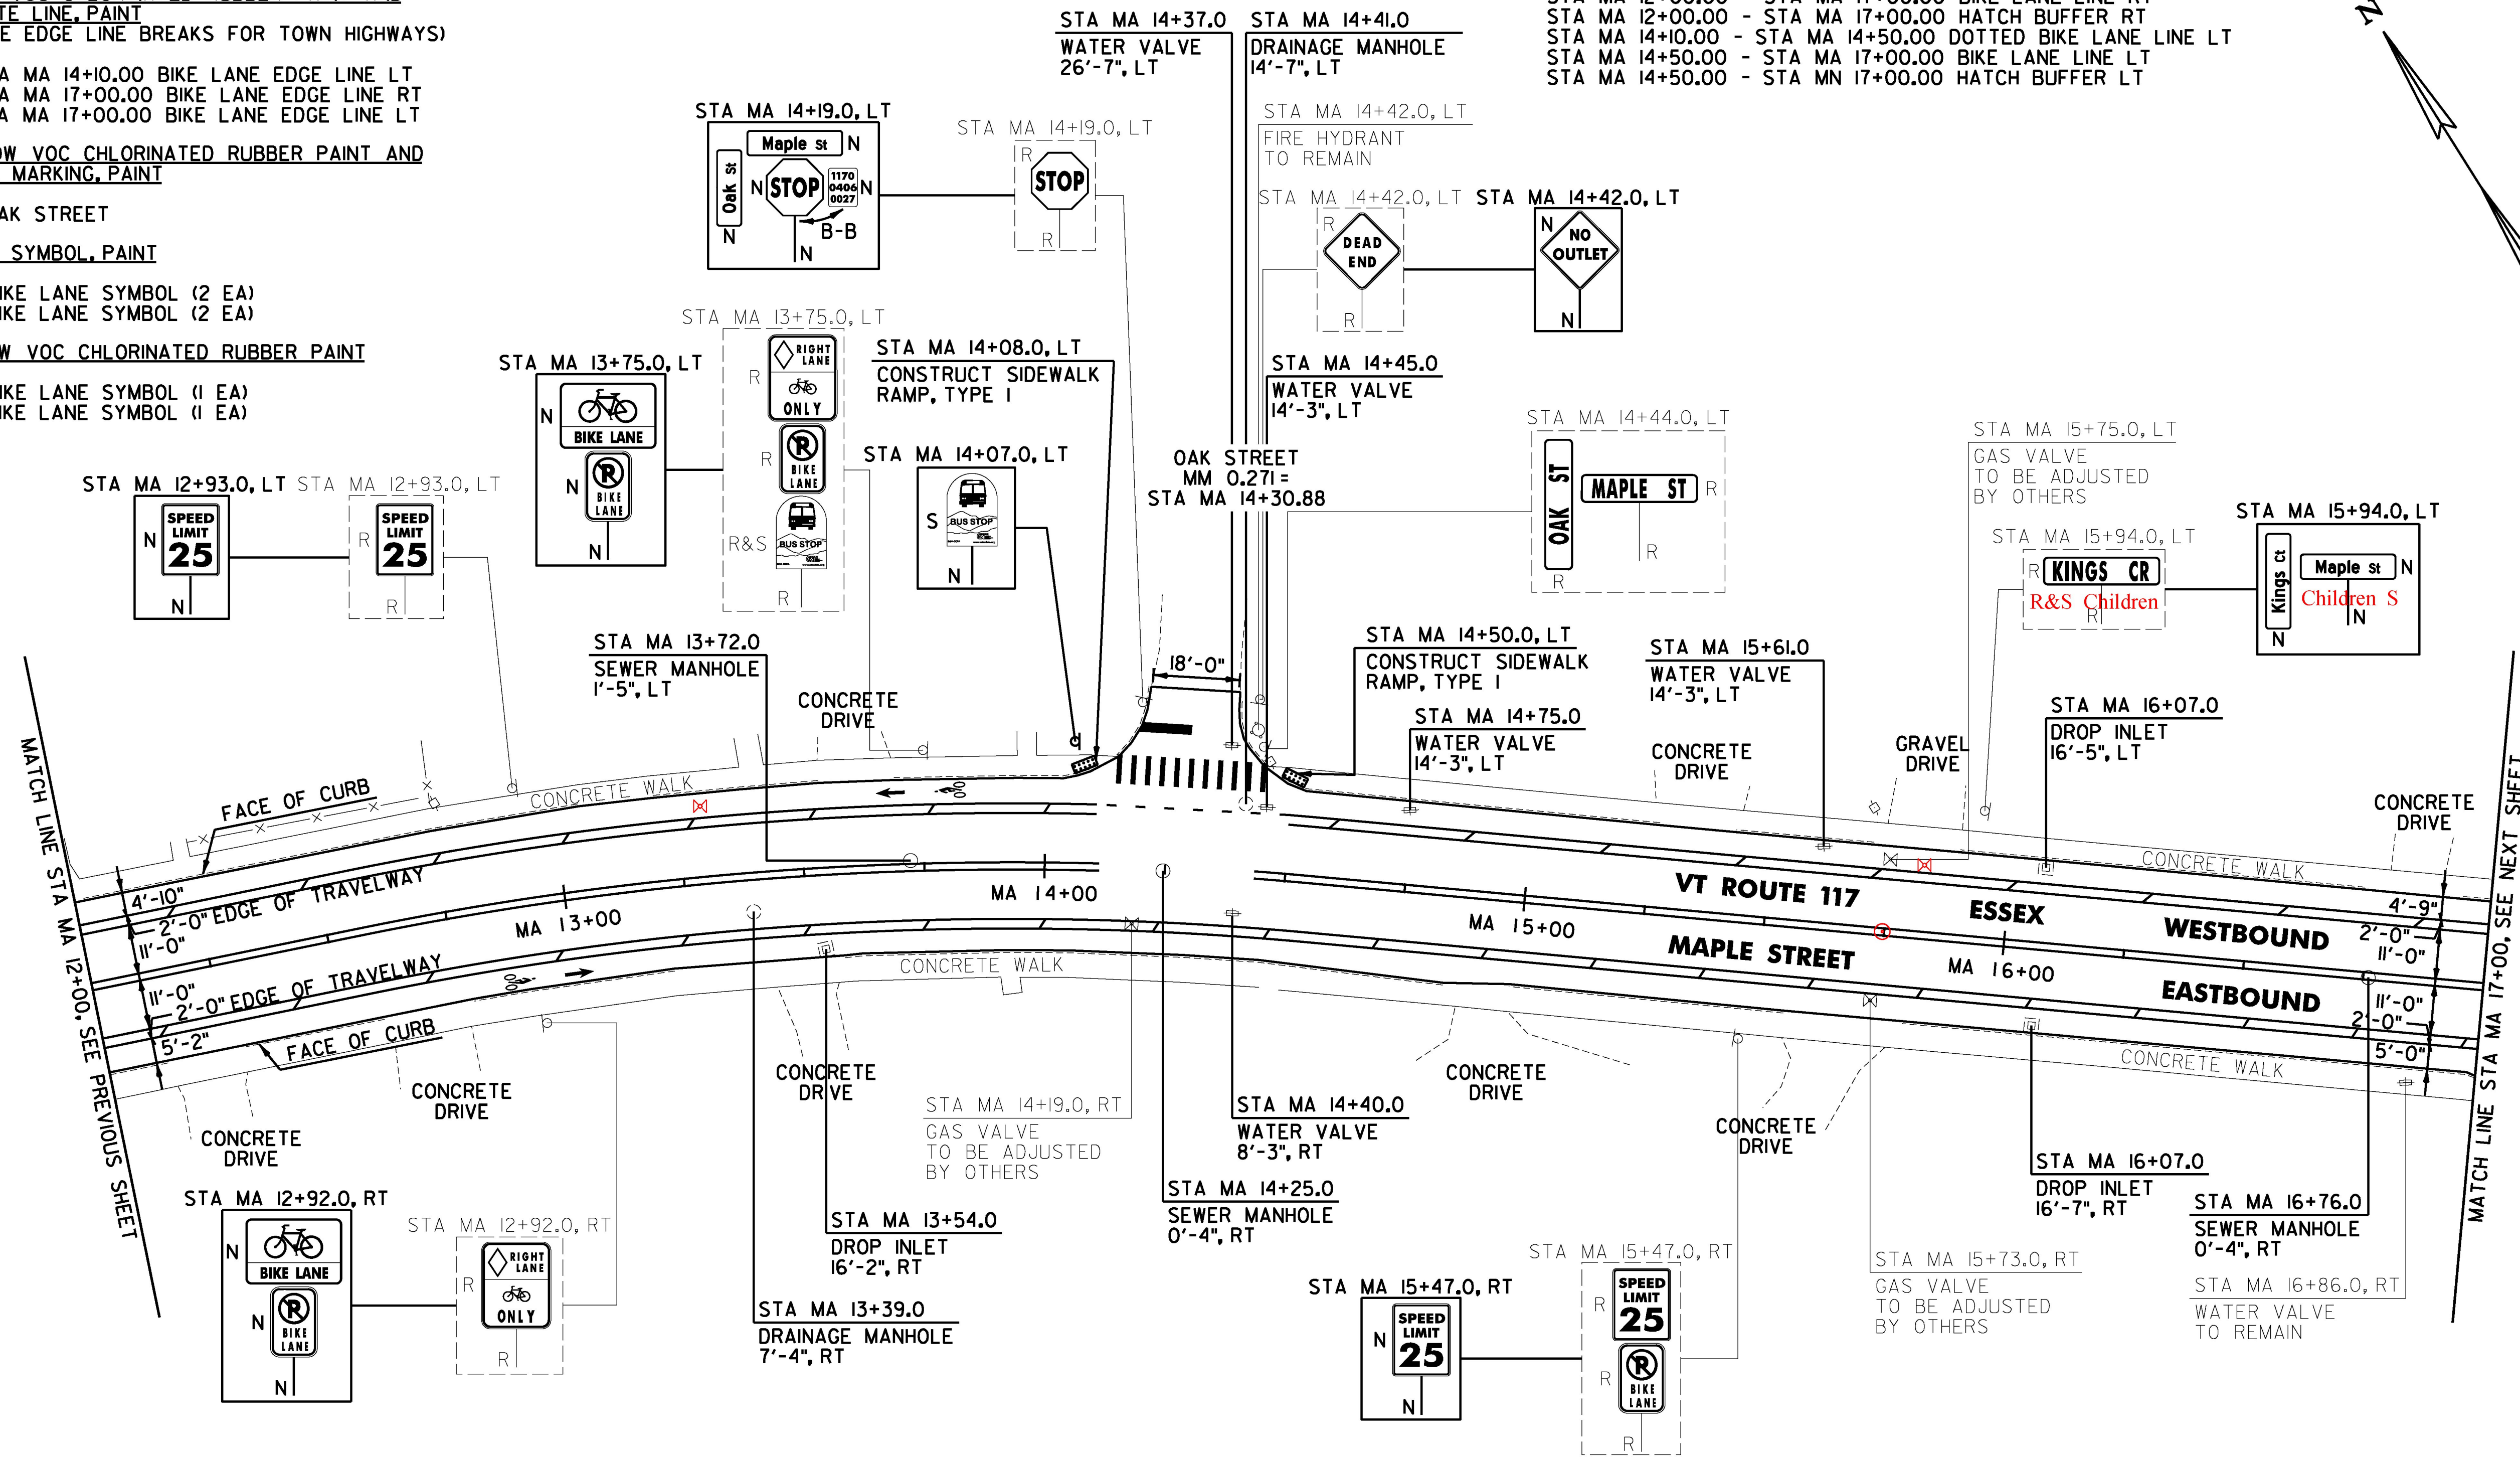 TE LINE, PAINT
E EDGE LINE BREAKS FOR TOWN HIGHWAYS)
A MA 14+10.00 BIKE LANE EDGE LINE LT
A MA 17+00.00 BIKE LANE EDGE LINE RT
A MA 17+00.00 BIKE LANE EDGE LINE LT
OW VOC CHLORINATED RUBBER PAINT AND
MARKING, PAINT
AK STREET
SYMBOL, PAINT
IKE LANE SYMBOL (2 EA)
IKE LANE SYMBOL (2 EA)
W VOC CHLORINATED RUBBER PAINT
IKE LANE SYMBOL (1 EA)
IKE LANE SYMBOL (1 EA)
STA MA 12+00.00 - STA MA 17+00.00 BIKE LANE LINE RT
STA MA 12+00.00 - STA MA 17+00.00 HATCH BUFFER RT
STA MA 14+10.00 - STA MA 14+50.00 DOTTED BIKE LANE LINE LT
STA MA 14+50.00 - STA MA 17+00.00 BIKE LANE LINE LT
STA MA 14+50.00 - STA MN 17+00.00 HATCH BUFFER LT
N
STA MA 14+37.0
WATER VALVE
26'-7", LT
STA MA 14+41.0
DRAINAGE MANHOLE
14'-7", LT
STA MA 14+19.0, LT
Maple St N
Oak St
N
N STOP
1170
0406
0027
N
B-B
N
STA MA 14+19.0, LT
R
STOP
R
STA MA 14+42.0, LT
FIRE HYDRANT
TO REMAIN
STA MA 14+42.0, LT
R
DEAD
END
R
STA MA 14+42.0, LT
N
NO
OUTLET
N
STA MA 13+75.0, LT
N
BIKE LANE
N
P
BIKE
LANE
N
STA MA 13+75.0, LT
R
RIGHT
LANE
ONLY
R
P
BIKE
LANE
R&S
BUS STOP
R
STA MA 14+08.0, LT
CONSTRUCT SIDEWALK
RAMP, TYPE 1
STA MA 14+07.0, LT
S
BUS STOP
N
STA MA 14+45.0
WATER VALVE
14'-3", LT
OAK STREET
MM 0.271 =
STA MA 14+30.88
STA MA 14+44.0, LT
OAK ST
R
MAPLE ST R
R
STA MA 15+75.0, LT
GAS VALVE
TO BE ADJUSTED
BY OTHERS
STA MA 15+94.0, LT
R KINGS CR
R&S Children
R
STA MA 15+94.0, LT
Kings Ct
N
Maple St N
Children S
N
STA MA 12+93.0, LT
N
SPEED
LIMIT
25
N
STA MA 12+93.0, LT
R
SPEED
LIMIT
25
R
STA MA 13+72.0
SEWER MANHOLE
1'-5", LT
CONCRETE
DRIVE
18'-0"
STA MA 14+50.0, LT
CONSTRUCT SIDEWALK
RAMP, TYPE 1
STA MA 14+75.0
WATER VALVE
14'-3", LT
STA MA 15+61.0
WATER VALVE
14'-3", LT
CONCRETE
DRIVE
GRAVEL
DRIVE
STA MA 16+07.0
DROP INLET
16'-5", LT
CONCRETE
DRIVE
MATCH LINE STA MA 12+00, SEE PREVIOUS SHEET
FACE OF CURB
CONCRETE WALK
4'-10"
2'-0" EDGE OF TRAVELWAY
11'-0"
11'-0"
2'-0" EDGE OF TRAVELWAY
5'-2"
FACE OF CURB
MA 13+00
MA 14+00
MA 15+00
MA 16+00
CONCRETE WALK
VT ROUTE 117
ESSEX
WESTBOUND
MAPLE STREET
EASTBOUND
CONCRETE WALK
CONCRETE WALK
4'-9"
2'-0"
11'-0"
11'-0"
2'-0"
5'-0"
MATCH LINE STA MA 17+00, SEE NEXT SHEET
CONCRETE
DRIVE
CONCRETE
DRIVE
CONCRETE
DRIVE
CONCRETE
DRIVE
CONCRETE
DRIVE
STA MA 14+19.0, RT
GAS VALVE
TO BE ADJUSTED
BY OTHERS
STA MA 14+40.0
WATER VALVE
8'-3", RT
STA MA 14+25.0
SEWER MANHOLE
0'-4", RT
STA MA 12+92.0, RT
N
BIKE LANE
N
P
BIKE
LANE
N
STA MA 12+92.0, RT
R
RIGHT
LANE
ONLY
R
STA MA 13+54.0
DROP INLET
16'-2", RT
STA MA 13+39.0
DRAINAGE MANHOLE
7'-4", RT
STA MA 15+47.0, RT
N
SPEED
LIMIT
25
N
STA MA 15+47.0, RT
R
SPEED
LIMIT
25
R
P
BIKE
LANE
R
STA MA 15+73.0, RT
GAS VALVE
TO BE ADJUSTED
BY OTHERS
STA MA 16+07.0
DROP INLET
16'-7", RT
STA MA 16+76.0
SEWER MANHOLE
0'-4", RT
STA MA 16+86.0, RT
WATER VALVE
TO REMAIN